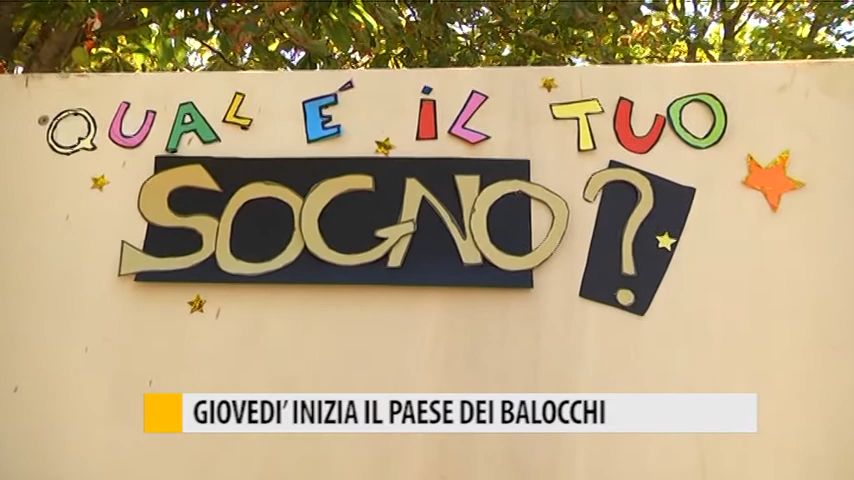 QUAL É IL TUO
SOGNO?
GIOVEDI' INIZIA IL PAESE DEI BALOCCHI